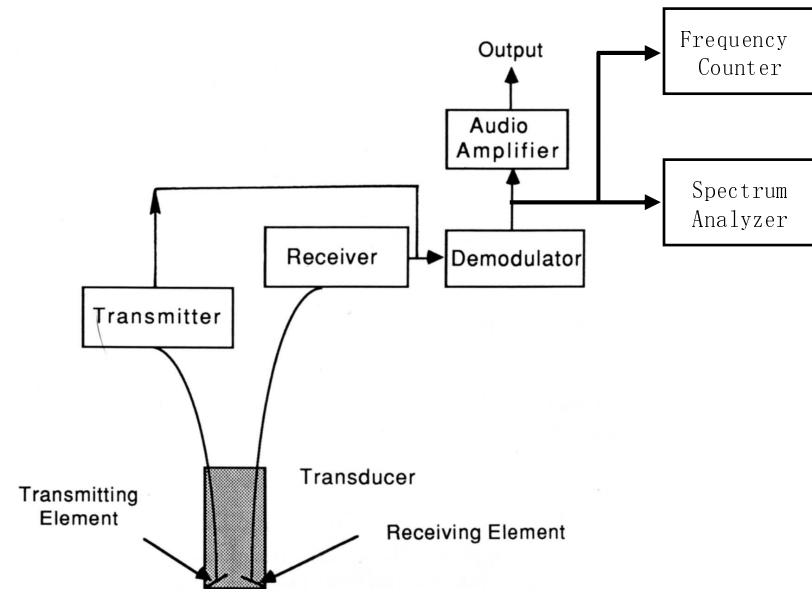 Output
Frequency
Counter
Audio
Amplifier
Spectrum
Analyzer
Receiver
Demodulator
Transmitter
Transducer
Transmitting
Element
Receiving Element